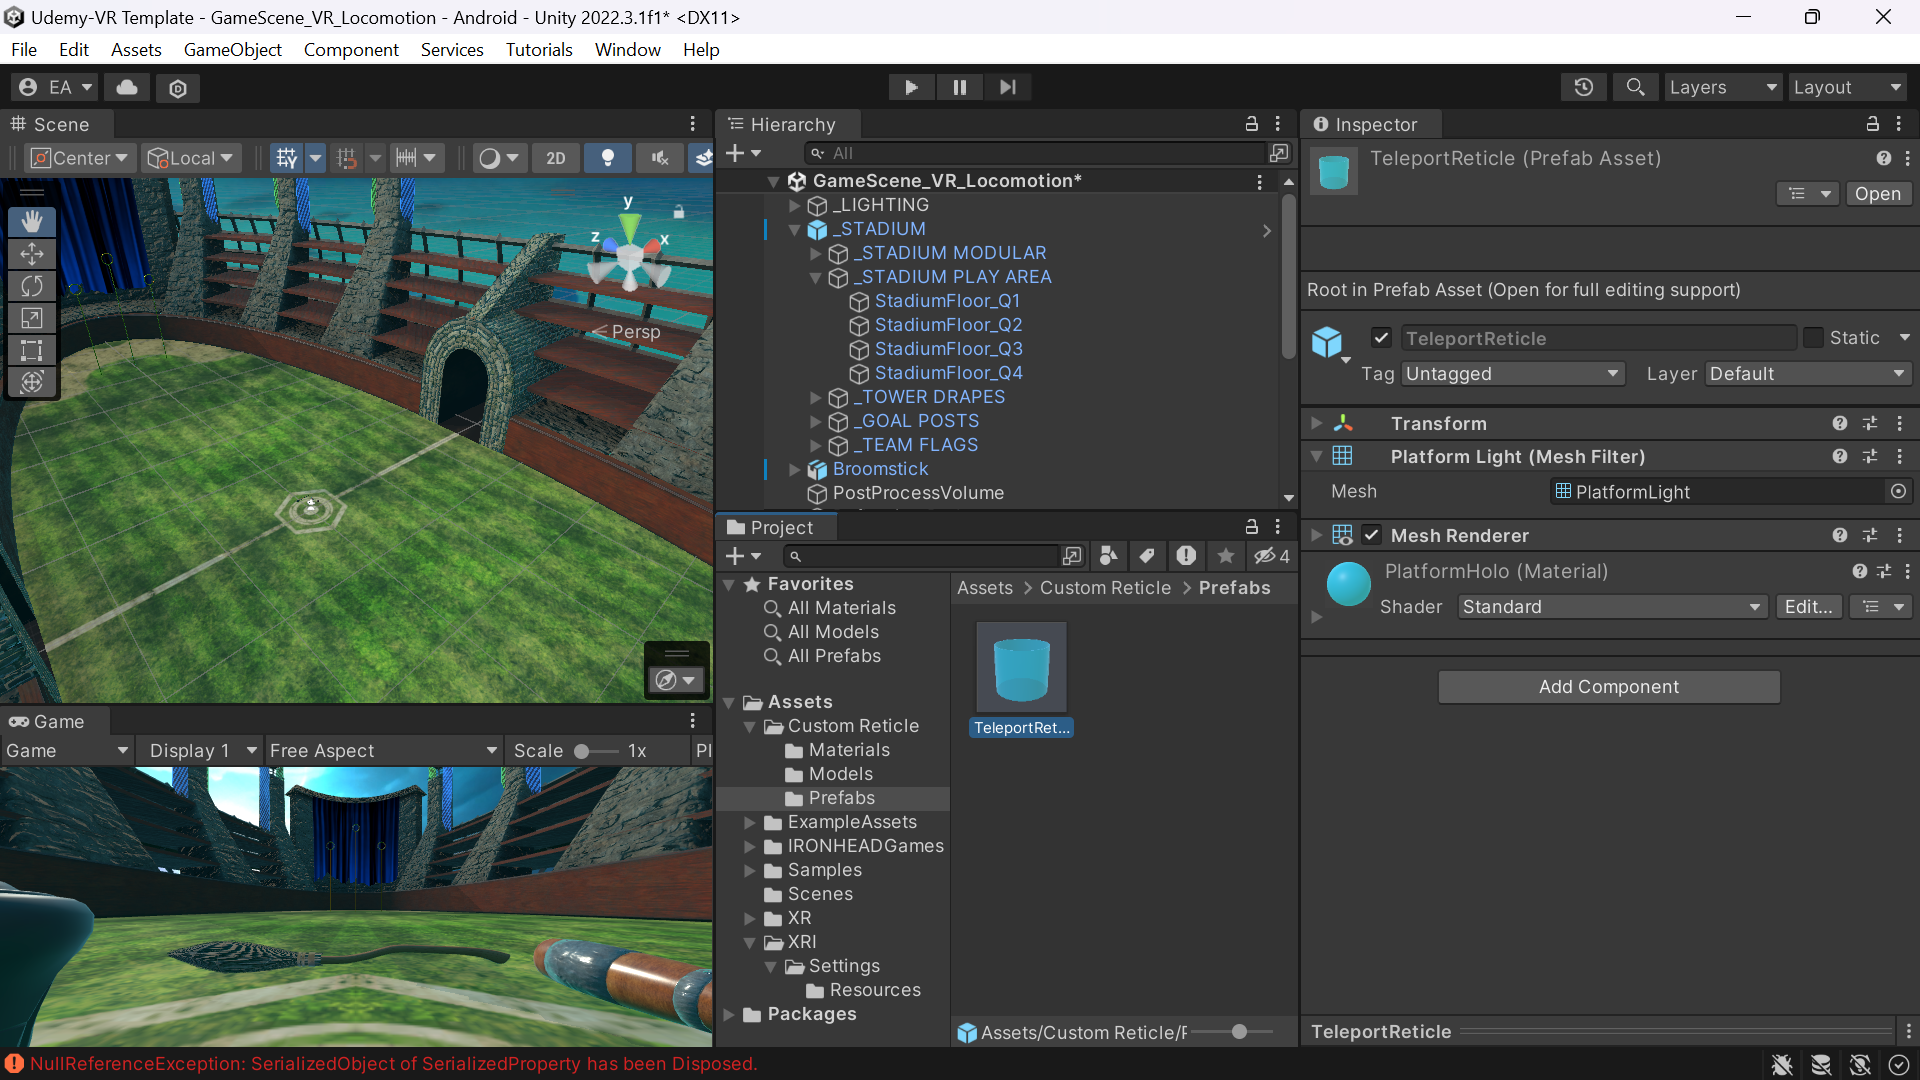 Udemy-VR Template - GameScene_VR_Locomotion - Android - Unity 2022.3.1f1* <DX11>
File Edit Assets GameObject Component Services Tutorials Window Help
EA
Layers
Layout
Scene
Center
Local
2D
y
z
x
Persp
Game
Game
Display 1
Free Aspect
Scale
1x
Pl
Hierarchy
All
GameScene_VR_Locomotion*
_LIGHTING
_STADIUM
_STADIUM MODULAR
_STADIUM PLAY AREA
StadiumFloor_Q1
StadiumFloor_Q2
StadiumFloor_Q3
StadiumFloor_Q4
_TOWER DRAPES
_GOAL POSTS
_TEAM FLAGS
Broomstick
PostProcessVolume
Project
4
Favorites
All Materials
All Models
All Prefabs
Assets
Custom Reticle
Materials
Models
Prefabs
ExampleAssets
IRONHEADGames
Samples
Scenes
XR
XRI
Settings
Resources
Packages
Assets > Custom Reticle > Prefabs
TeleportRet...
Assets/Custom Reticle/F
Inspector
TeleportReticle (Prefab Asset)
Open
Root in Prefab Asset (Open for full editing support)
TeleportReticle
Static
Tag Untagged
Layer Default
Transform
Platform Light (Mesh Filter)
Mesh
PlatformLight
Mesh Renderer
PlatformHolo (Material)
Shader
Standard
Edit...
Add Component
TeleportReticle
NullReferenceException: SerializedObject of SerializedProperty has been Disposed.